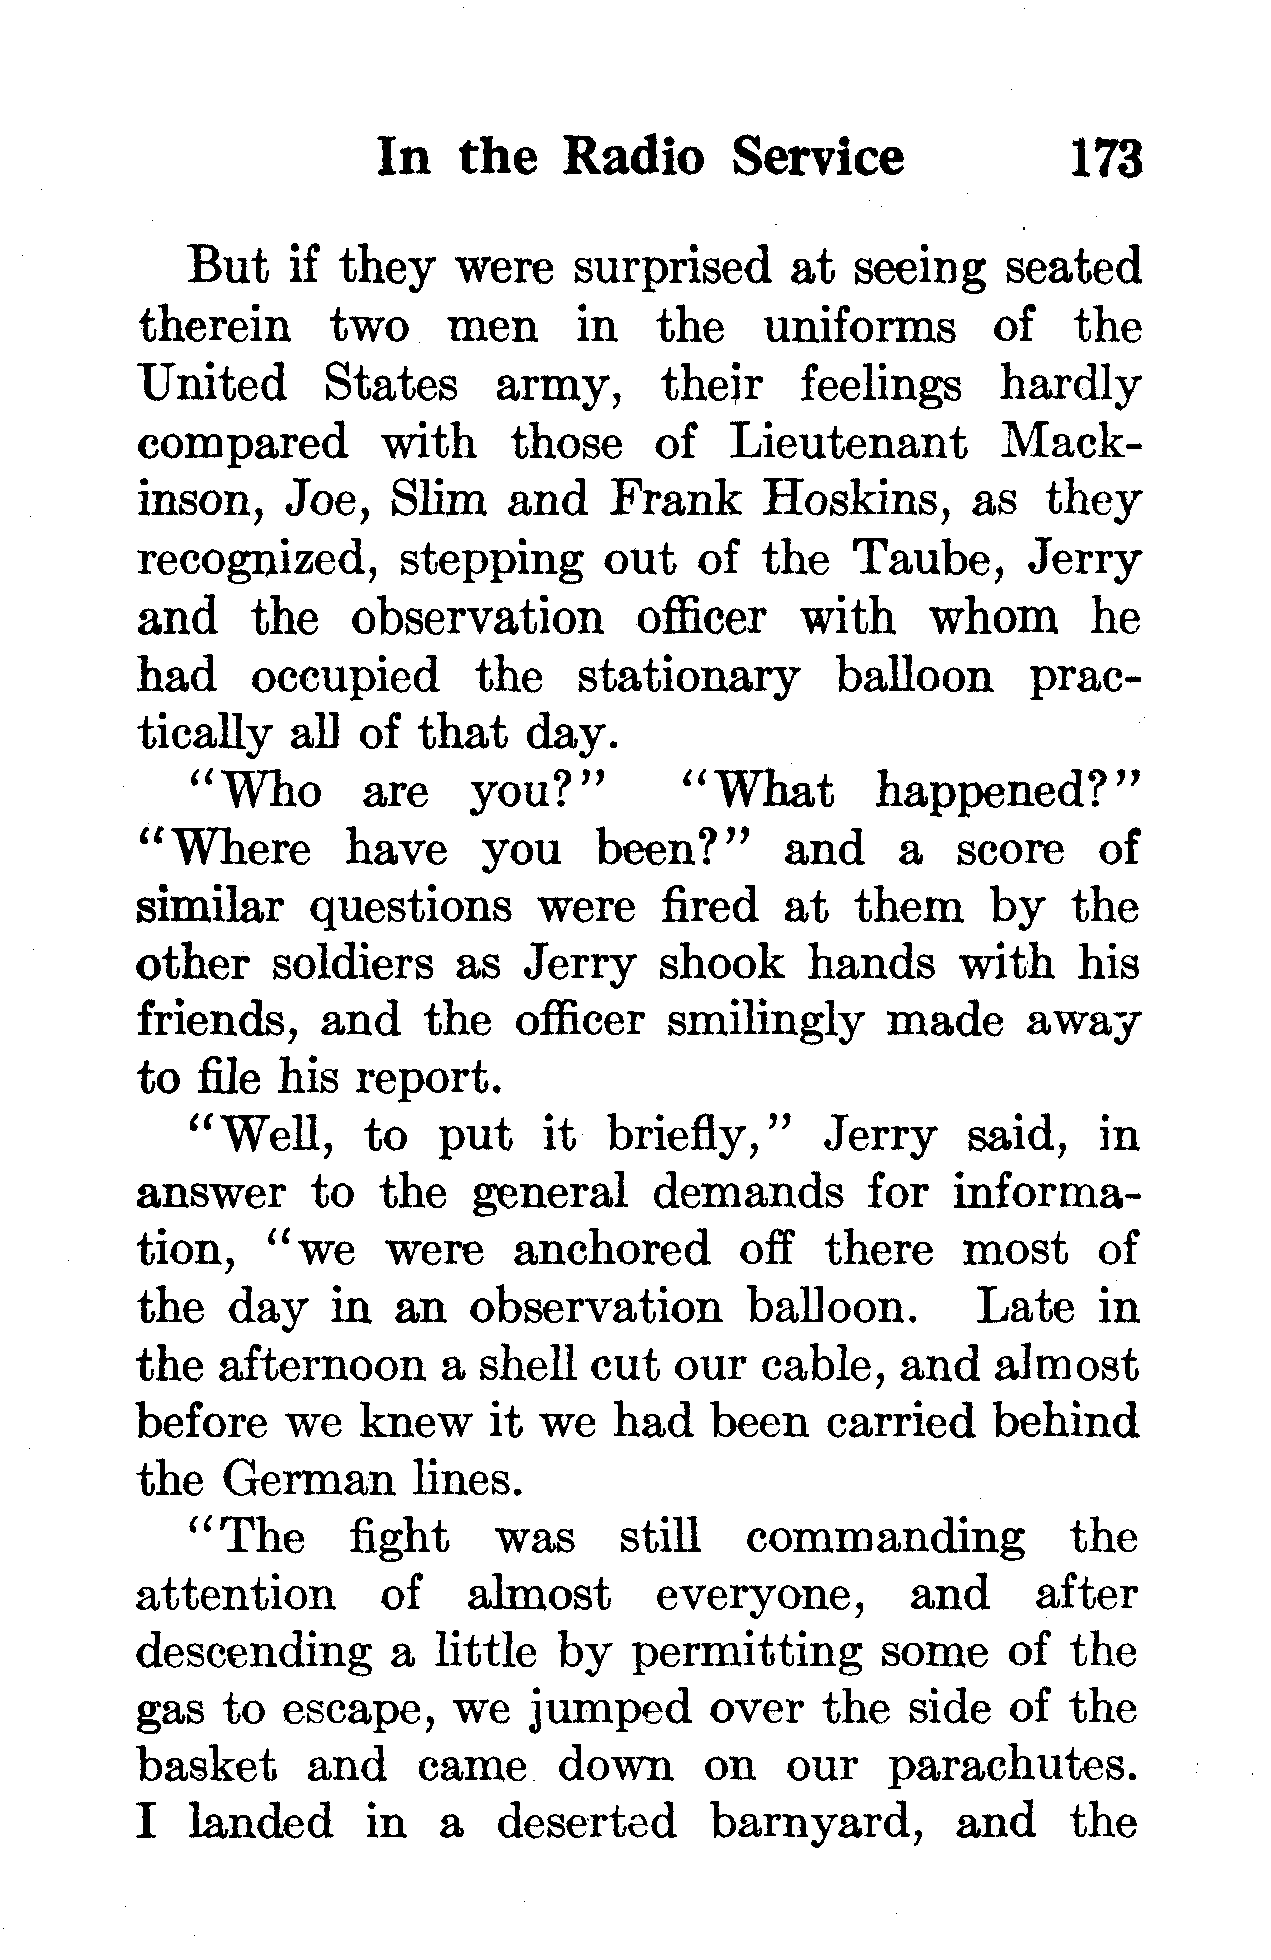 In the Radio Service 173
But if they were surprised at seeing seated
therein two men in the uniforms of the
United States army, their feelings hardly
compared with those of Lieutenant Mack-
inson, Joe, Slim and Frank Hoskins, as they
recognized, stepping out of the Taube, Jerry
and the observation officer with whom he
had occupied the stationary balloon prac-
tically all of that day.
"Who are you?" "What happened?"
"Where have you been?" and a score of
similar questions were fired at them by the
other soldiers as Jerry shook hands with his
friends, and the officer smilingly made away
to file his report.
"Well, to put it briefly," Jerry said, in
answer to the general demands for informa-
tion, "we were anchored off there most of
the day in an observation balloon. Late in
the afternoon a shell cut our cable, and almost
before we knew it we had been carried behind
the German lines.
"The fight was still commanding the
attention of almost everyone, and after
descending a little by permitting some of the
gas to escape, we jumped over the side of the
basket and came down on our parachutes.
I landed in a deserted barnyard, and the